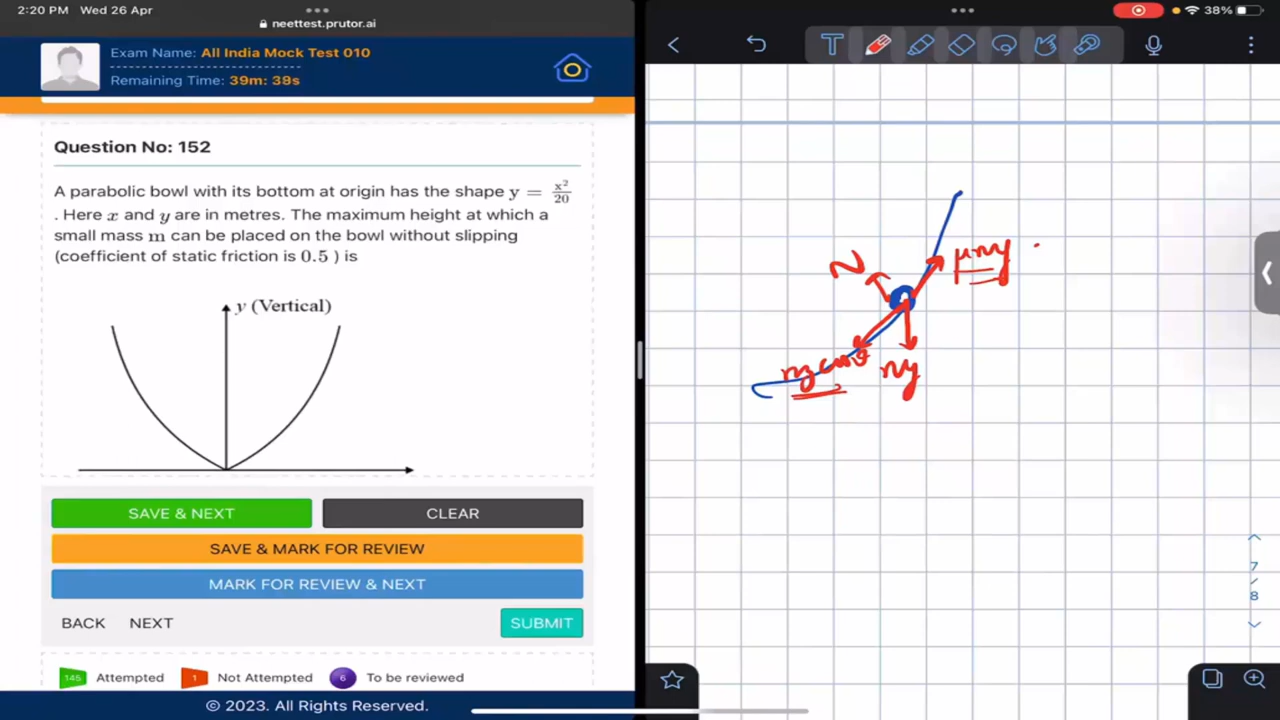 2:20 PM Wed 26 Apr
neettest.prutor.ai
38%
Exam Name: All India Mock Test 010
Remaining Time: 39m: 39s
Question No: 152
A parabolic bowl with its bottom at origin has the shape y = x²/20
. Here x and y are in metres. The maximum height at which a
small mass m can be placed on the bowl without slipping
(coefficient of static friction is 0.5 ) is
y (Vertical)
SAVE & NEXT
CLEAR
SAVE & MARK FOR REVIEW
MARK FOR REVIEW & NEXT
BACK
NEXT
SUBMIT
145 Attempted
1 Not Attempted
6 To be reviewed
© 2023. All Rights Reserved.
T
N
7
/
8